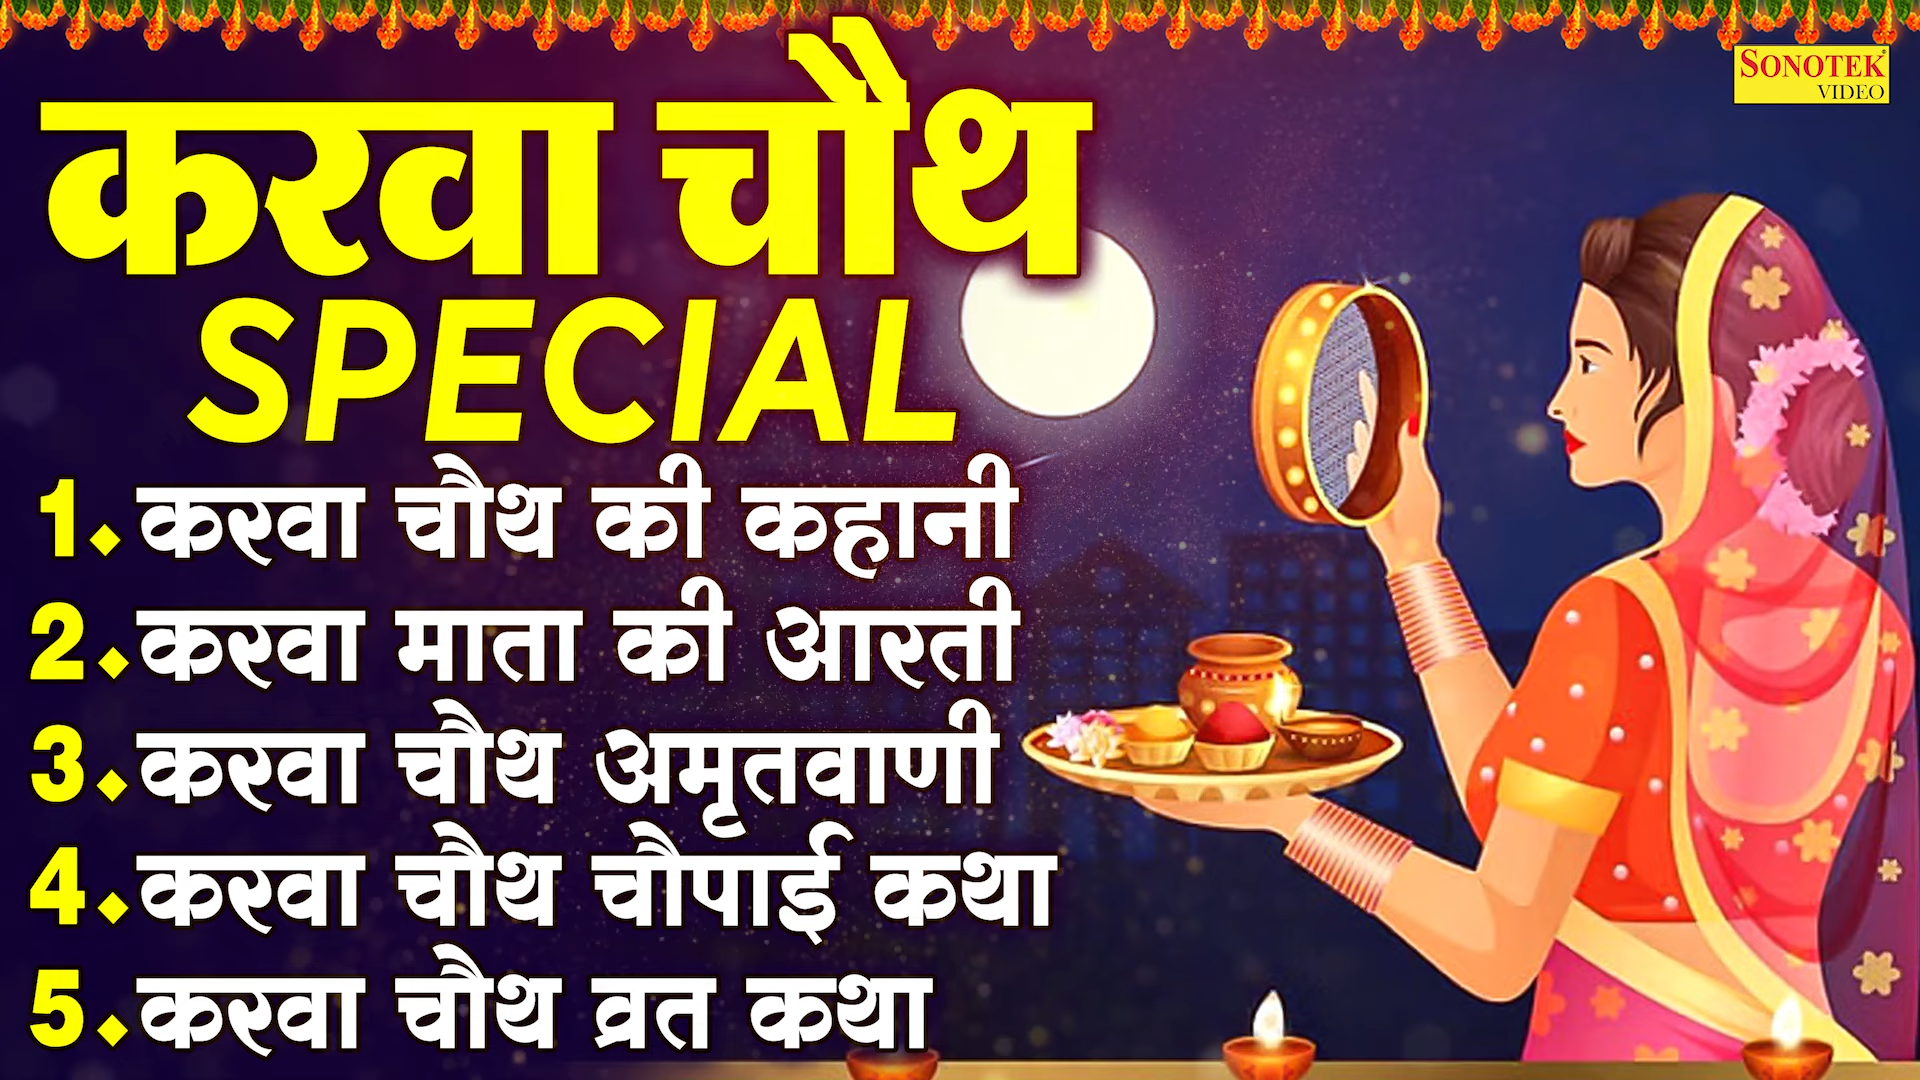 SONOTEK
VIDEO
करवा चौथ
SPECIAL
1. करवा चौथ की कहानी
2. करवा माता की आरती
3. करवा चौथ अमृतवाणी
4. करवा चौथ चौपाई कथा
5. करवा चौथ व्रत कथा